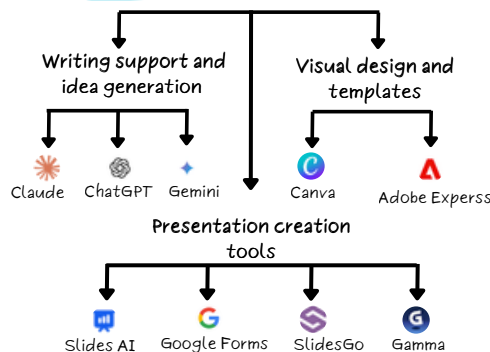 Writing support and
idea generation
Visual design and
templates
Claude
ChatGPT
Gemini
Canva
Adobe Experss
Presentation creation
tools
Slides AI
Google Forms
SlidesGo
Gamma